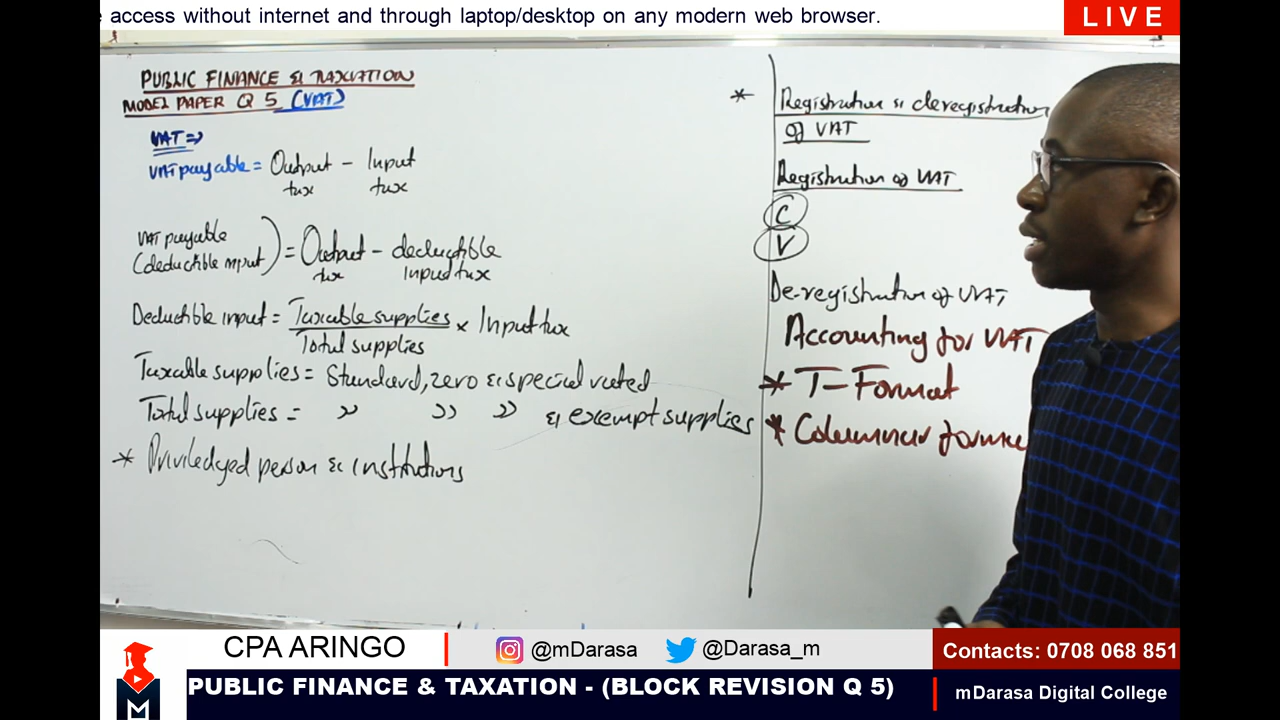 e access without internet and through laptop/desktop on any modern web browser.
LIVE
PUBLIC FINANCE & TAXATION
MODEL PAPER Q 5 (VAT)
VAT ⇒
VAT payable = Output tax - Input tax
VAT payable (deductible input) = Output tax - deductible input tax
Deductible input = Taxable supplies / Total supplies × Input tax
Taxable supplies = Standard, zero & special rated
Total supplies = " " " & exempt supplies
* Priviledged person & institutions
* Registration & deregistration
of VAT
Registration of VAT
C
V
De-registration of VAT
Accounting for VAT
* T-Format
* Columnar forma
CPA ARINGO
@mDarasa
@Darasa_m
Contacts: 0708 068 851
M
PUBLIC FINANCE & TAXATION - (BLOCK REVISION Q 5)
mDarasa Digital College